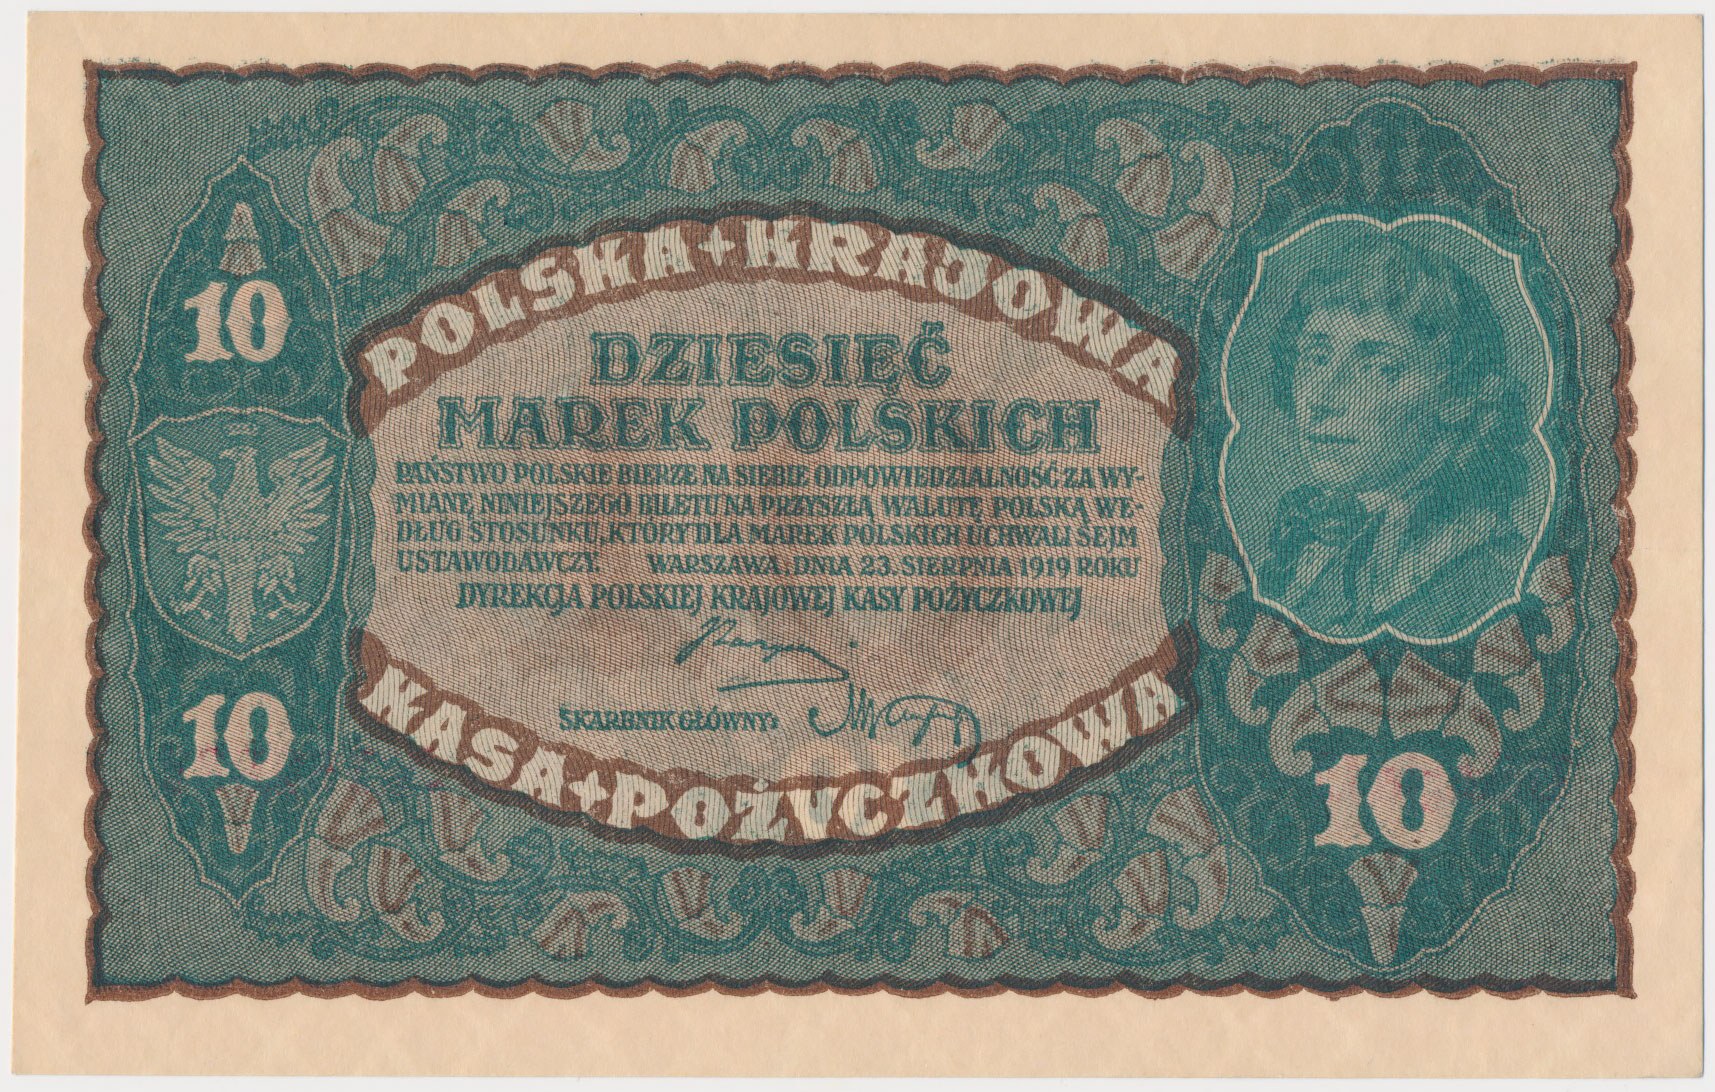 POLSKA + KRAJOWA
10
DZIESIĘĆ
MAREK POLSKICH
PAŃSTWO POLSKIE BIERZE NA SIEBIE ODPOWIEDZIALNOŚĆ ZA WY-
MIANĘ NINIEJSZEGO BILETU NA PRZYSZŁĄ WALUTĘ POLSKĄ WE-
DŁUG STOSUNKU, KTÓRY DLA MAREK POLSKICH UCHWALI SEJM
USTAWODAWCZY. WARSZAWA, DNIA 23. SIERPNIA 1919 ROKU
DYREKCJA POLSKIEJ KRAJOWEJ KASY POŻYCZKOWEJ
SKARBNIK GŁÓWNY:
10
10
KASA + POŻYCZKOWA